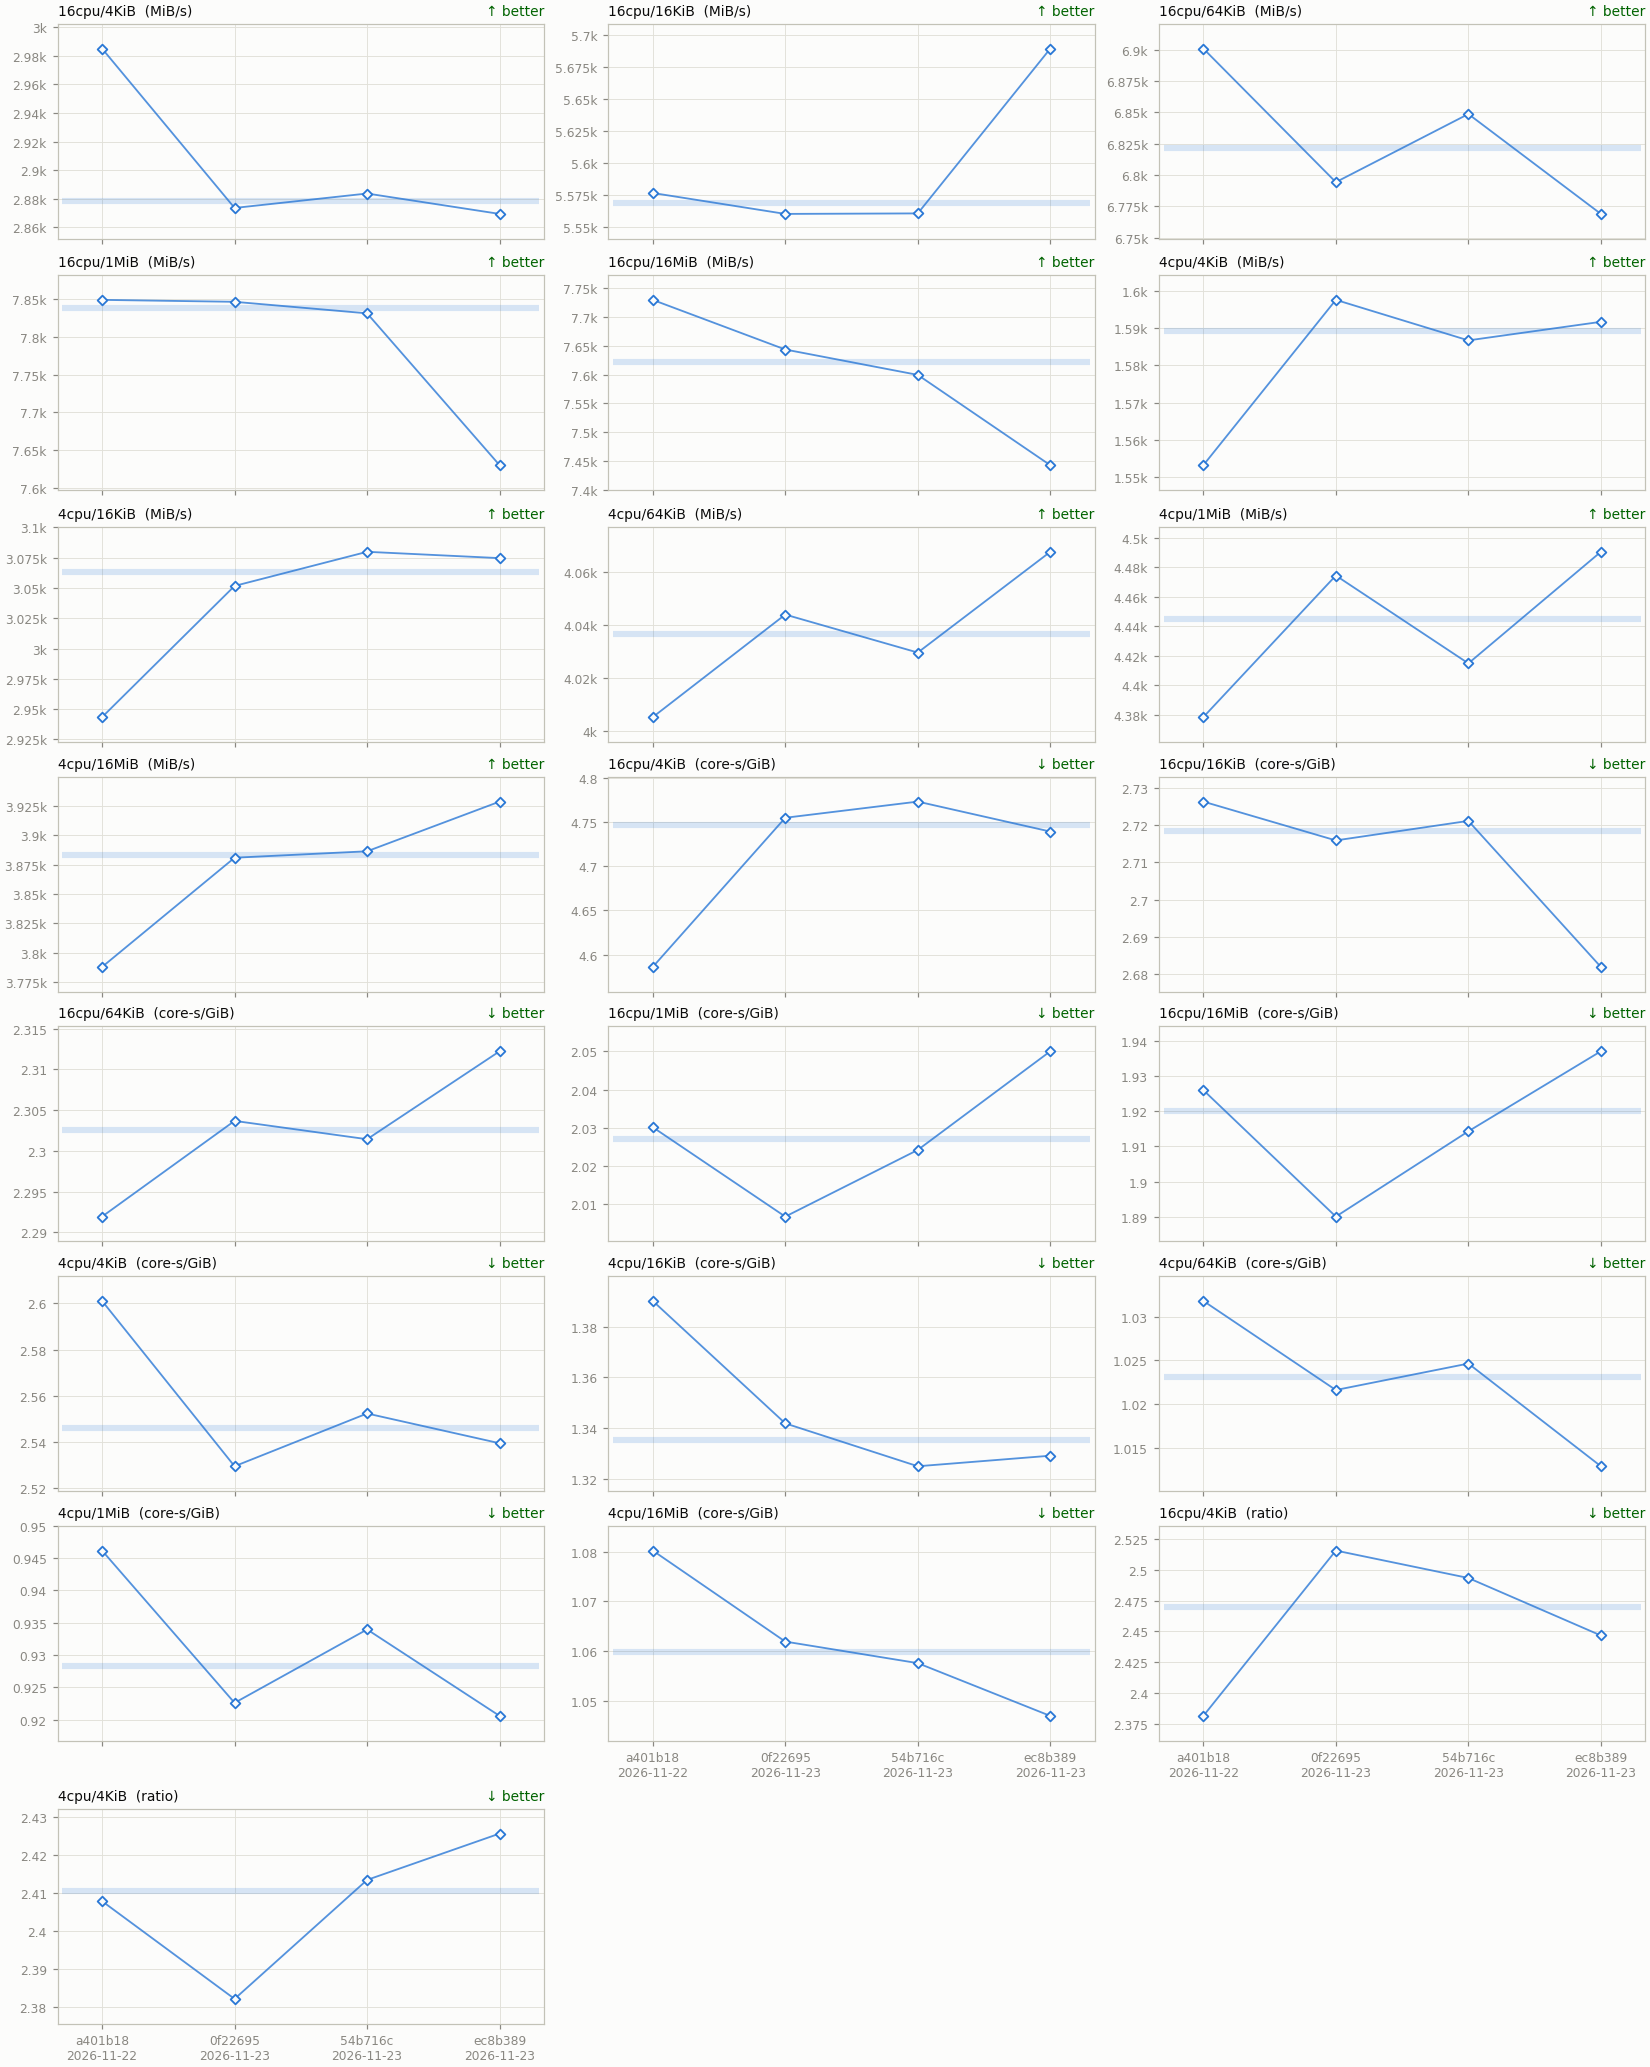 16cpu/4KiB  (MiB/s) ↑ better
3k
2.98k
2.96k
2.94k
2.92k
2.9k
2.88k
2.86k
16cpu/16KiB  (MiB/s) ↑ better
5.7k
5.675k
5.65k
5.625k
5.6k
5.575k
5.55k
16cpu/64KiB  (MiB/s) ↑ better
6.9k
6.875k
6.85k
6.825k
6.8k
6.775k
6.75k
16cpu/1MiB  (MiB/s) ↑ better
7.85k
7.8k
7.75k
7.7k
7.65k
7.6k
16cpu/16MiB  (MiB/s) ↑ better
7.75k
7.7k
7.65k
7.6k
7.55k
7.5k
7.45k
7.4k
4cpu/4KiB  (MiB/s) ↑ better
1.6k
1.59k
1.58k
1.57k
1.56k
1.55k
4cpu/16KiB  (MiB/s) ↑ better
3.1k
3.075k
3.05k
3.025k
3k
2.975k
2.95k
2.925k
4cpu/64KiB  (MiB/s) ↑ better
4.06k
4.04k
4.02k
4k
4cpu/1MiB  (MiB/s) ↑ better
4.5k
4.48k
4.46k
4.44k
4.42k
4.4k
4.38k
4cpu/16MiB  (MiB/s) ↑ better
3.925k
3.9k
3.875k
3.85k
3.825k
3.8k
3.775k
16cpu/4KiB  (core-s/GiB) ↓ better
4.8
4.75
4.7
4.65
4.6
16cpu/16KiB  (core-s/GiB) ↓ better
2.73
2.72
2.71
2.7
2.69
2.68
16cpu/64KiB  (core-s/GiB) ↓ better
2.315
2.31
2.305
2.3
2.295
2.29
16cpu/1MiB  (core-s/GiB) ↓ better
2.05
2.04
2.03
2.02
2.01
16cpu/16MiB  (core-s/GiB) ↓ better
1.94
1.93
1.92
1.91
1.9
1.89
4cpu/4KiB  (core-s/GiB) ↓ better
2.6
2.58
2.56
2.54
2.52
4cpu/16KiB  (core-s/GiB) ↓ better
1.38
1.36
1.34
1.32
4cpu/64KiB  (core-s/GiB) ↓ better
1.03
1.025
1.02
1.015
4cpu/1MiB  (core-s/GiB) ↓ better
0.95
0.945
0.94
0.935
0.93
0.925
0.92
4cpu/16MiB  (core-s/GiB) ↓ better
1.08
1.07
1.06
1.05
a401b18 0f22695 54b716c ec8b389
2026-11-22 2026-11-23 2026-11-23 2026-11-23
16cpu/4KiB  (ratio) ↓ better
2.525
2.5
2.475
2.45
2.425
2.4
2.375
a401b18 0f22695 54b716c ec8b389
2026-11-22 2026-11-23 2026-11-23 2026-11-23
4cpu/4KiB  (ratio) ↓ better
2.43
2.42
2.41
2.4
2.39
2.38
a401b18 0f22695 54b716c ec8b389
2026-11-22 2026-11-23 2026-11-23 2026-11-23